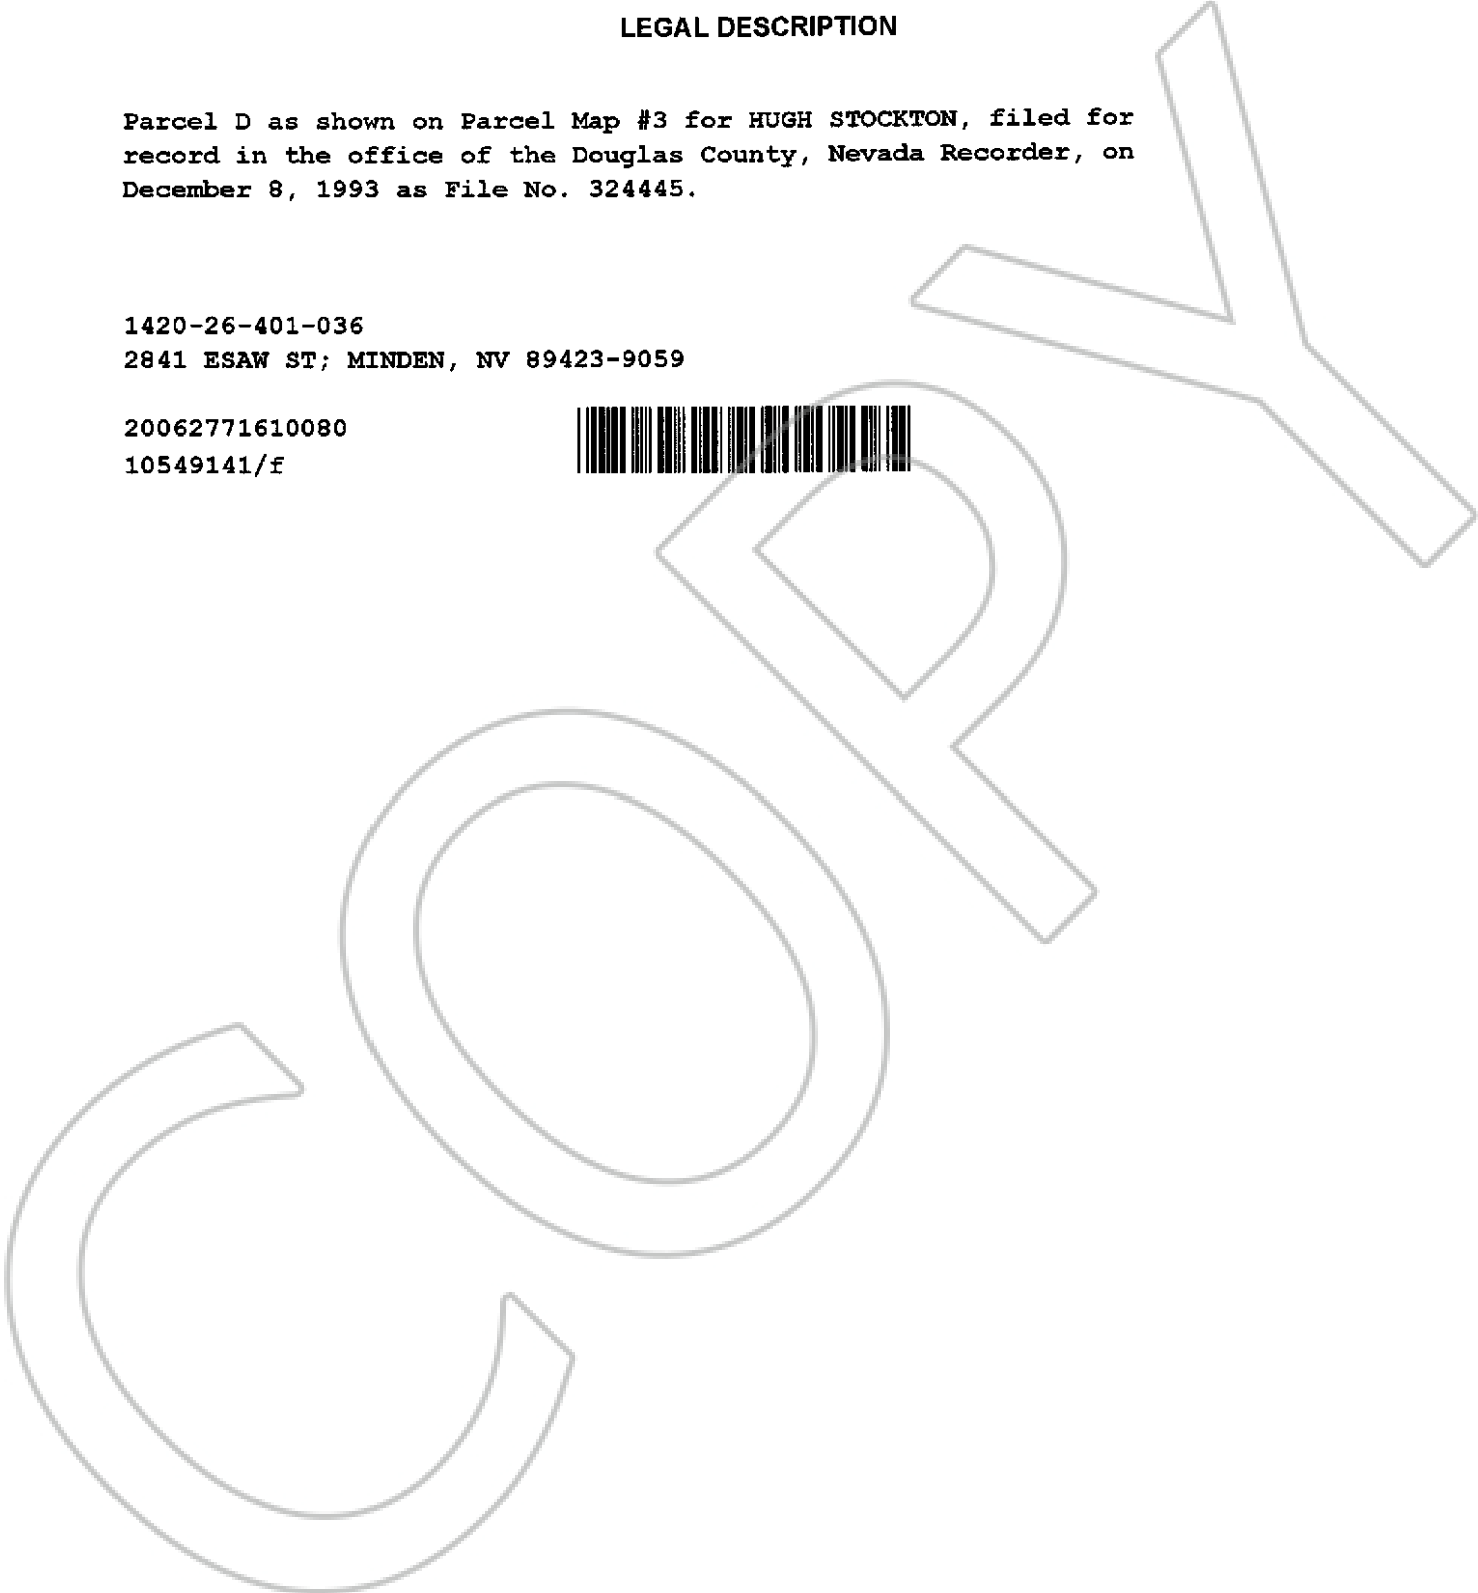 LEGAL DESCRIPTION
Parcel D as shown on Parcel Map #3 for HUGH STOCKTON, filed for
record in the office of the Douglas County, Nevada Recorder, on
December 8, 1993 as File No. 324445.
1420-26-401-036
2841 ESAW ST; MINDEN, NV 89423-9059
20062771610080
10549141/f
COPY